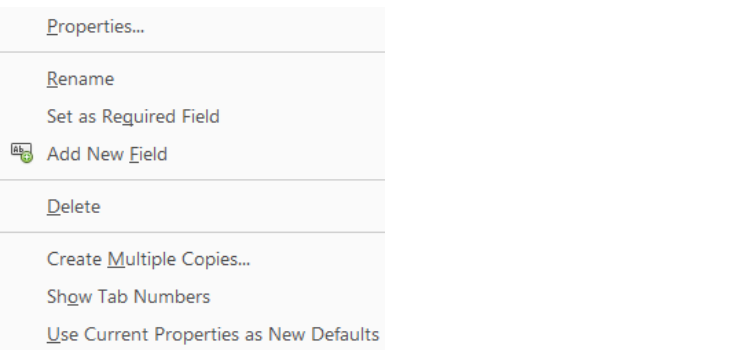 Properties...
Rename
Set as Required Field
Ab
Add New Field
Delete
Create Multiple Copies...
Show Tab Numbers
Use Current Properties as New Defaults